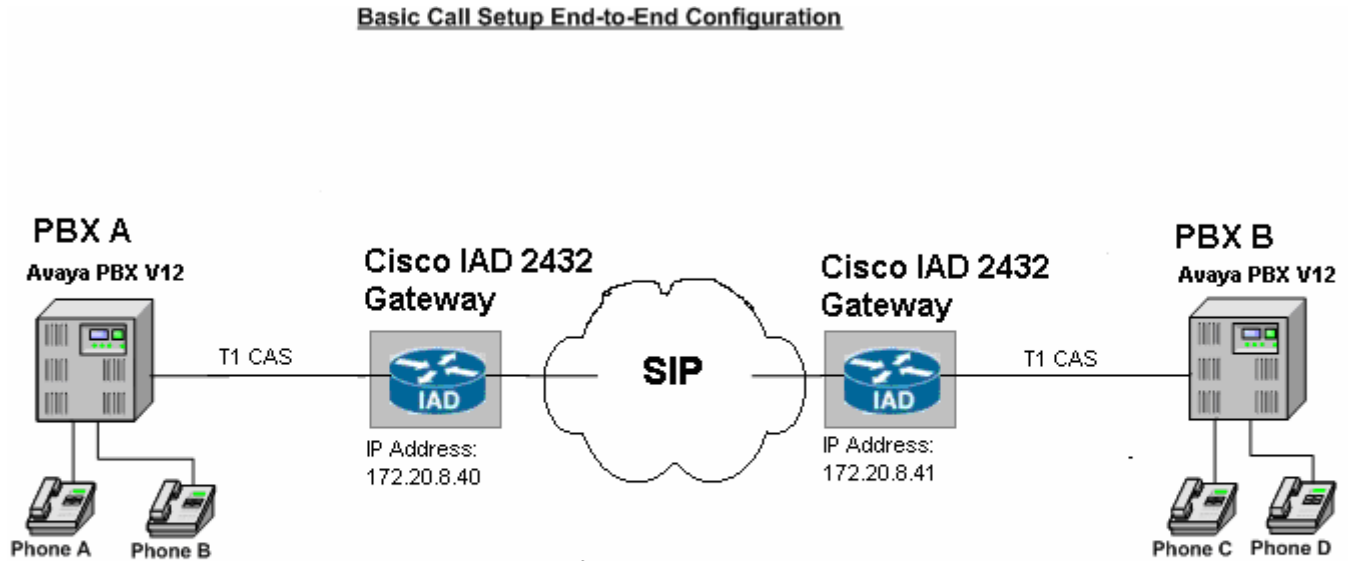 Basic Call Setup End-to-End Configuration
PBX A
Avaya PBX V12
Cisco IAD 2432
Gateway
Cisco IAD 2432
Gateway
PBX B
Avaya PBX V12
T1 CAS
IAD
SIP
IAD
T1 CAS
IP Address:
172.20.8.40
IP Address:
172.20.8.41
Phone A
Phone B
Phone C
Phone D